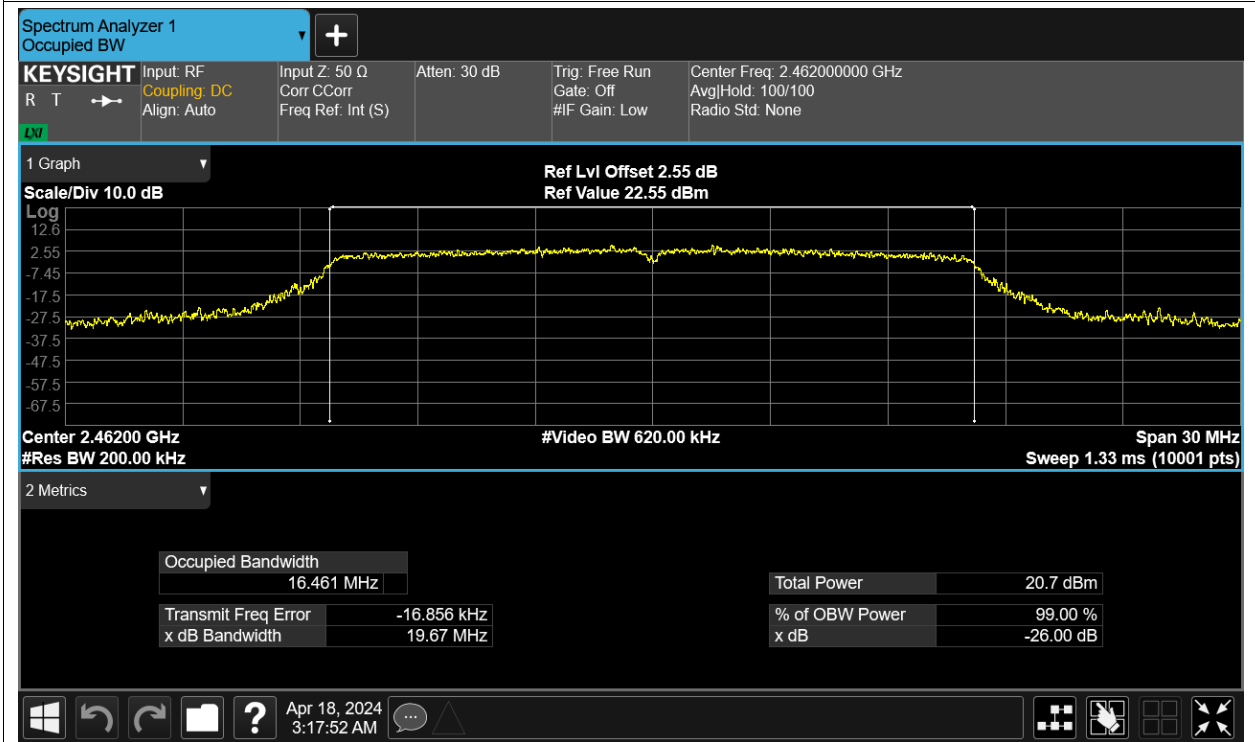 Spectrum Analyzer 1
Occupied BW
KEYSIGHT
R T
LXI
Input: RF
Coupling: DC
Align: Auto
Input Z: 50 Ω
Corr CCorr
Freq Ref: Int (S)
Atten: 30 dB
Trig: Free Run
Gate: Off
#IF Gain: Low
Center Freq: 2.462000000 GHz
Avg|Hold: 100/100
Radio Std: None
1 Graph
Scale/Div 10.0 dB
Ref Lvl Offset 2.55 dB
Ref Value 22.55 dBm
Log
12.6
2.55
-7.45
-17.5
-27.5
-37.5
-47.5
-57.5
-67.5
Center 2.46200 GHz
#Res BW 200.00 kHz
#Video BW 620.00 kHz
Span 30 MHz
Sweep 1.33 ms (10001 pts)
2 Metrics
Occupied Bandwidth
16.461 MHz
Transmit Freq Error -16.856 kHz
x dB Bandwidth 19.67 MHz
Total Power 20.7 dBm
% of OBW Power 99.00 %
x dB -26.00 dB
?
Apr 18, 2024
3:17:52 AM